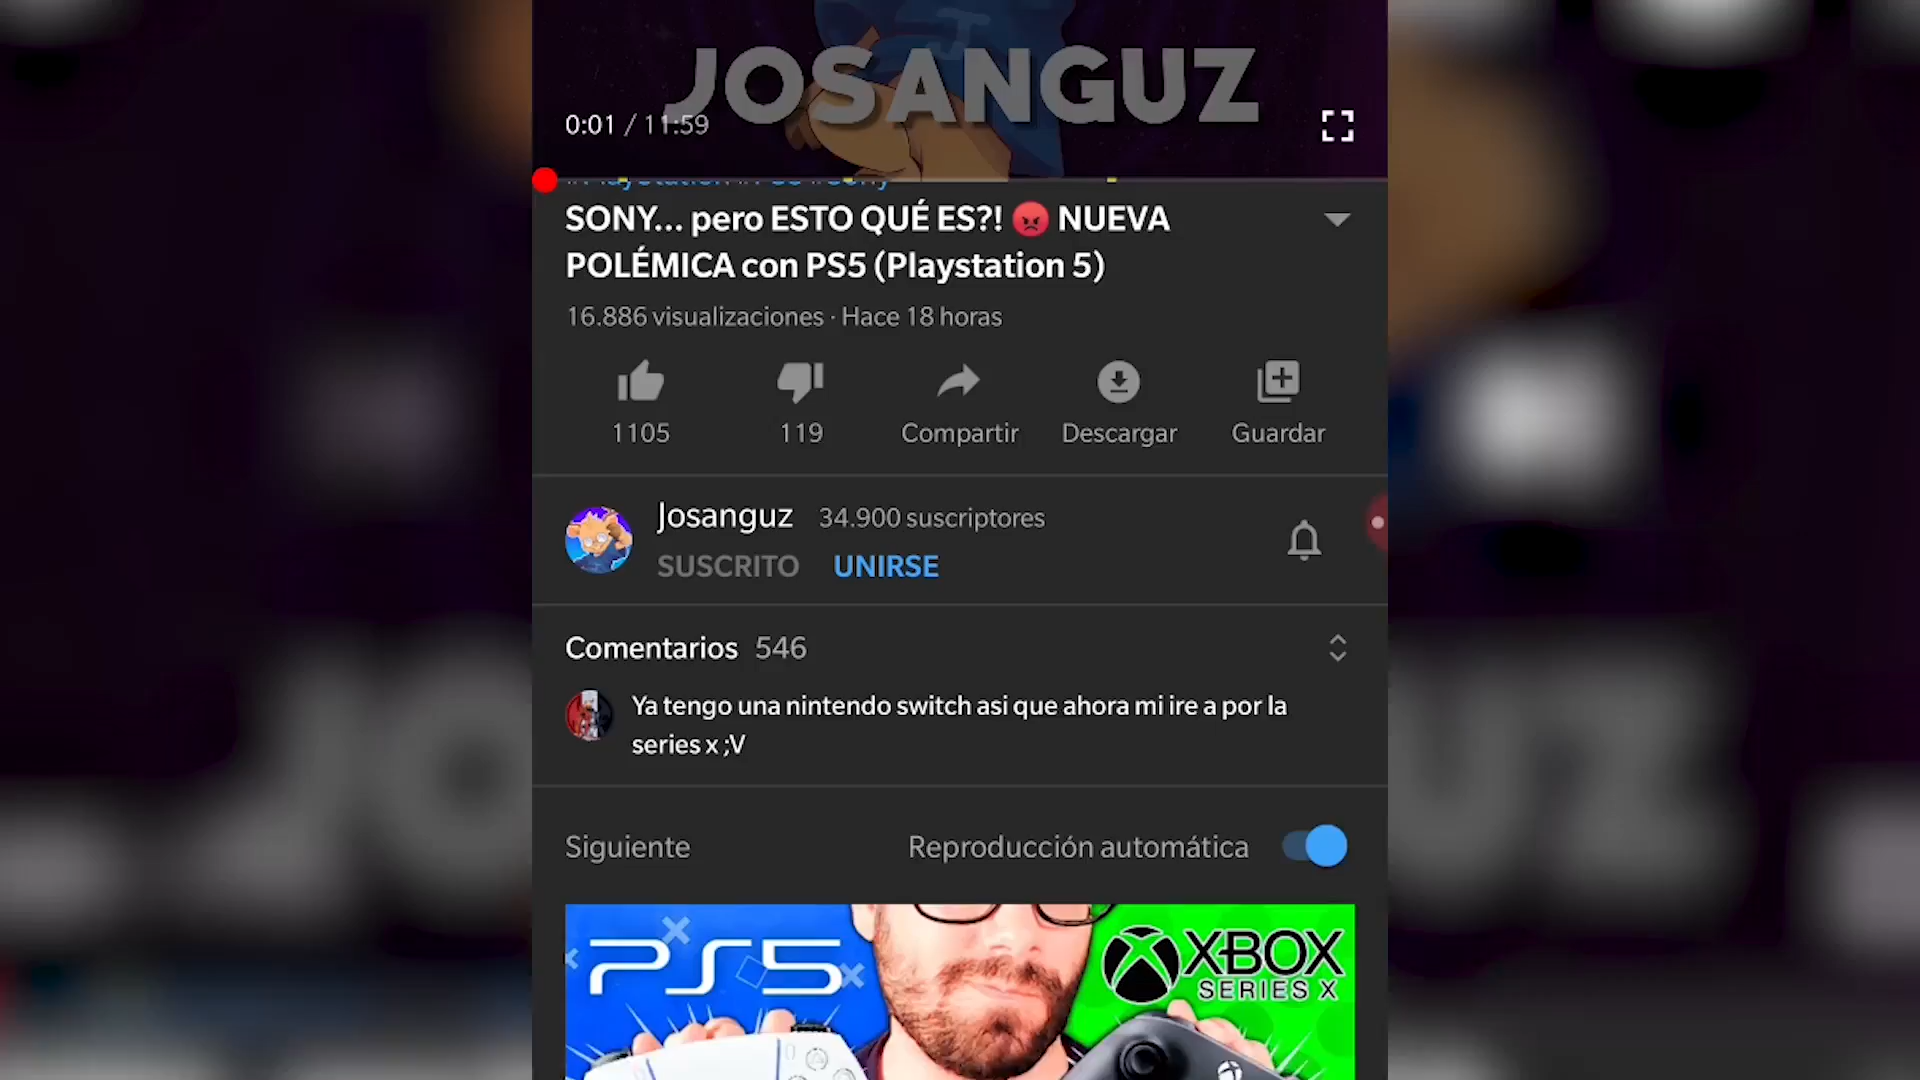 JOSANGUZ
0:01 / 11:59
SONY... pero ESTO QUÉ ES?! 😡 NUEVA
POLÉMICA con PS5 (Playstation 5)
16.886 visualizaciones · Hace 18 horas
1105
119
Compartir
Descargar
Guardar
Josanguz 34.900 suscriptores
SUSCRITO UNIRSE
Comentarios 546
Ya tengo una nintendo switch asi que ahora mi ire a por la
series x ;V
Siguiente
Reproducción automática
PS5
XBOX
SERIES X